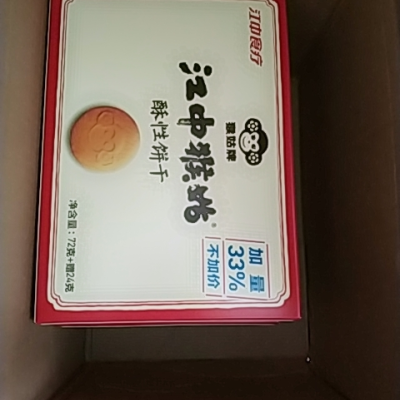 江中食疗
猴姑牌
江中猴姑®
酥性饼干
加量
33%
不加价
净含量：72克+赠24克